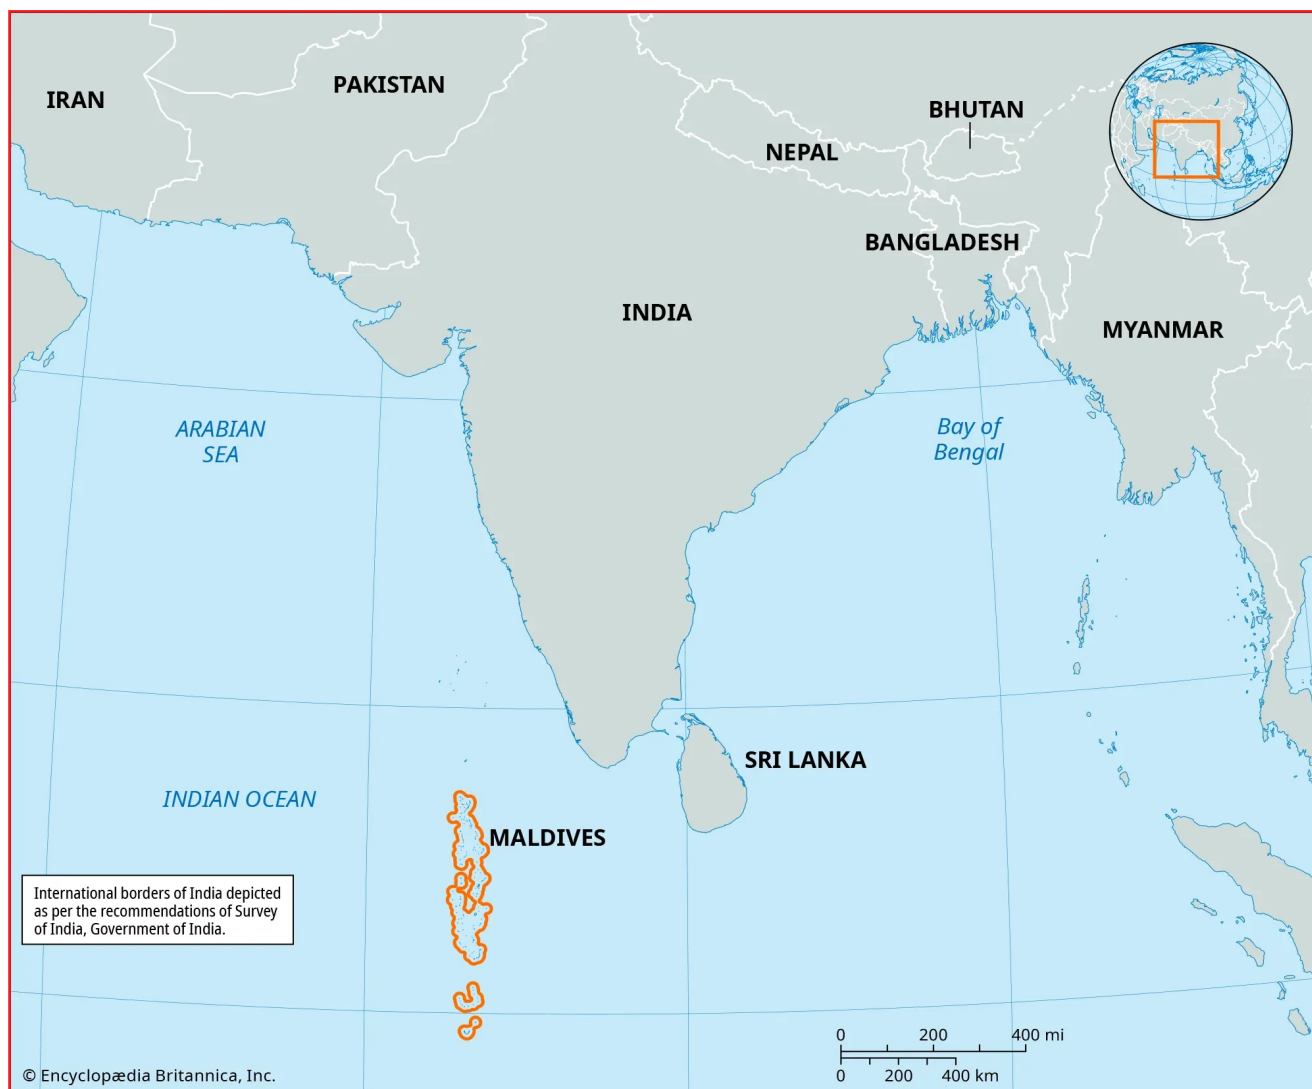 IRAN
PAKISTAN
BHUTAN
NEPAL
BANGLADESH
INDIA
MYANMAR
ARABIAN
SEA
Bay of
Bengal
SRI LANKA
INDIAN OCEAN
MALDIVES
International borders of India depicted
as per the recommendations of Survey
of India, Government of India.
0 200 400 mi
0 200 400 km
© Encyclopædia Britannica, Inc.